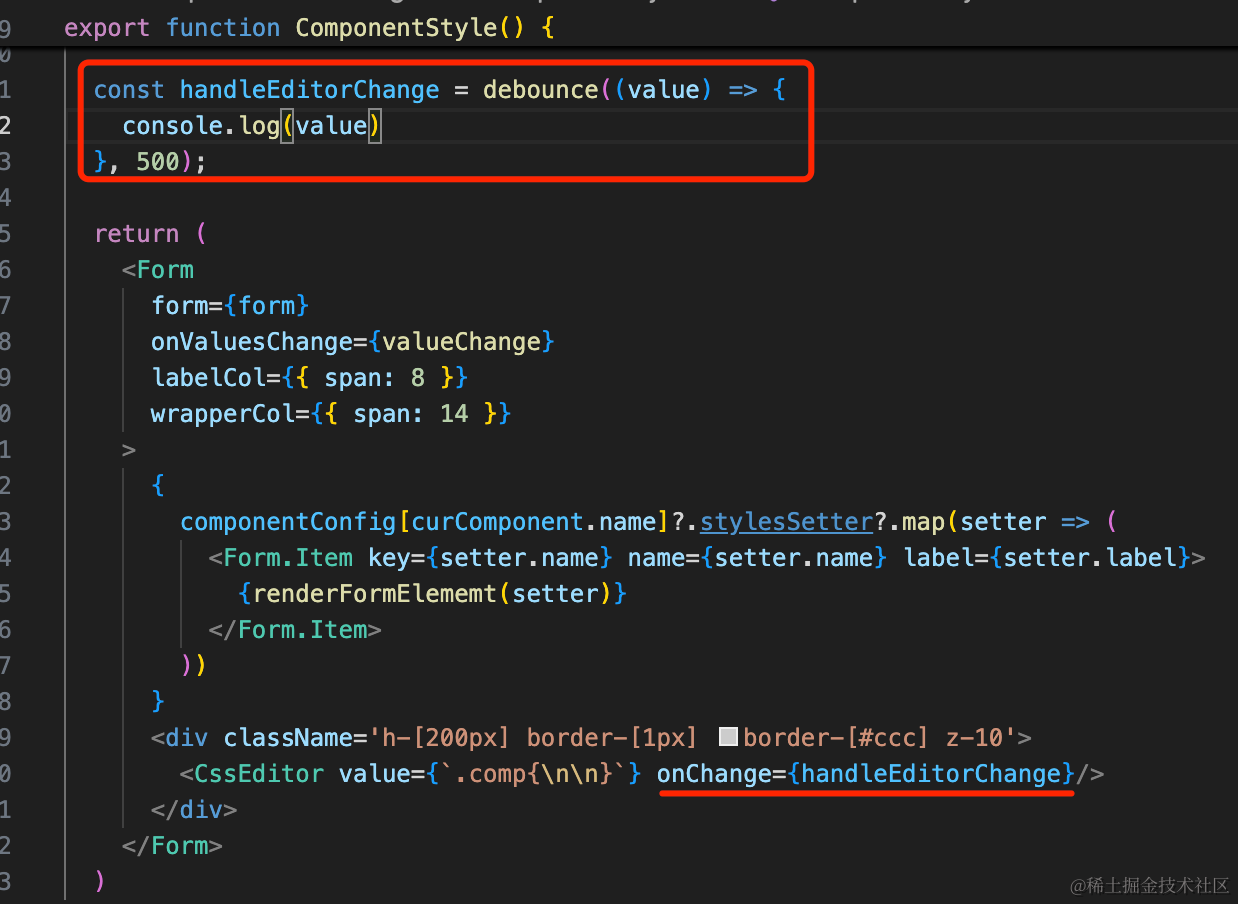 9 export function ComponentStyle() {
0
1 const handleEditorChange = debounce((value) => {
2 console.log(value)
3 }, 500);
4
5 return (
6 <Form
7 form={form}
8 onValuesChange={valueChange}
9 labelCol={{ span: 8 }}
0 wrapperCol={{ span: 14 }}
1 >
2 {
3 componentConfig[curComponent.name]?.stylesSetter?.map(setter => (
4 <Form.Item key={setter.name} name={setter.name} label={setter.label}>
5 {renderFormElememt(setter)}
6 </Form.Item>
7 ))
8 }
9 <div className='h-[200px] border-[1px] border-[#ccc] z-10'>
0 <CssEditor value={`.comp{\n\n}`} onChange={handleEditorChange}/>
1 </div>
2 </Form>
3 )
@稀土掘金技术社区